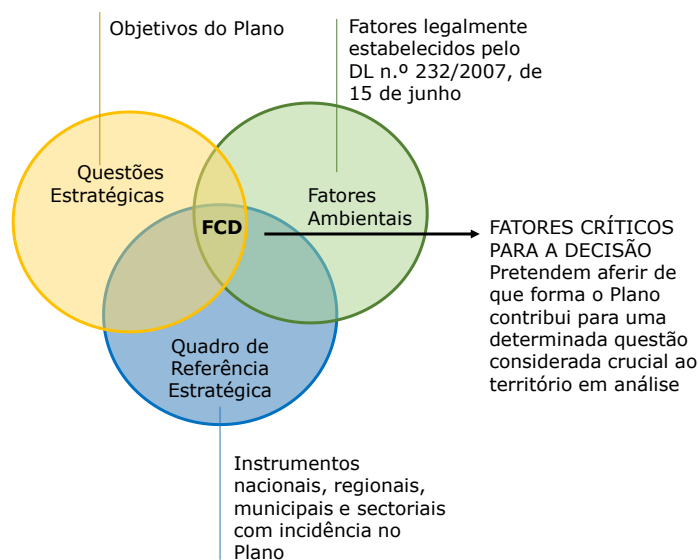 Objetivos do Plano
Fatores legalmente
estabelecidos pelo
DL n.º 232/2007, de
15 de junho
Questões
Estratégicas
Fatores
Ambientais
FCD
FATORES CRÍTICOS
PARA A DECISÃO
Pretendem aferir de
que forma o Plano
contribui para uma
determinada questão
considerada crucial ao
território em análise
Quadro de
Referência
Estratégica
Instrumentos
nacionais, regionais,
municipais e sectoriais
com incidência no
Plano